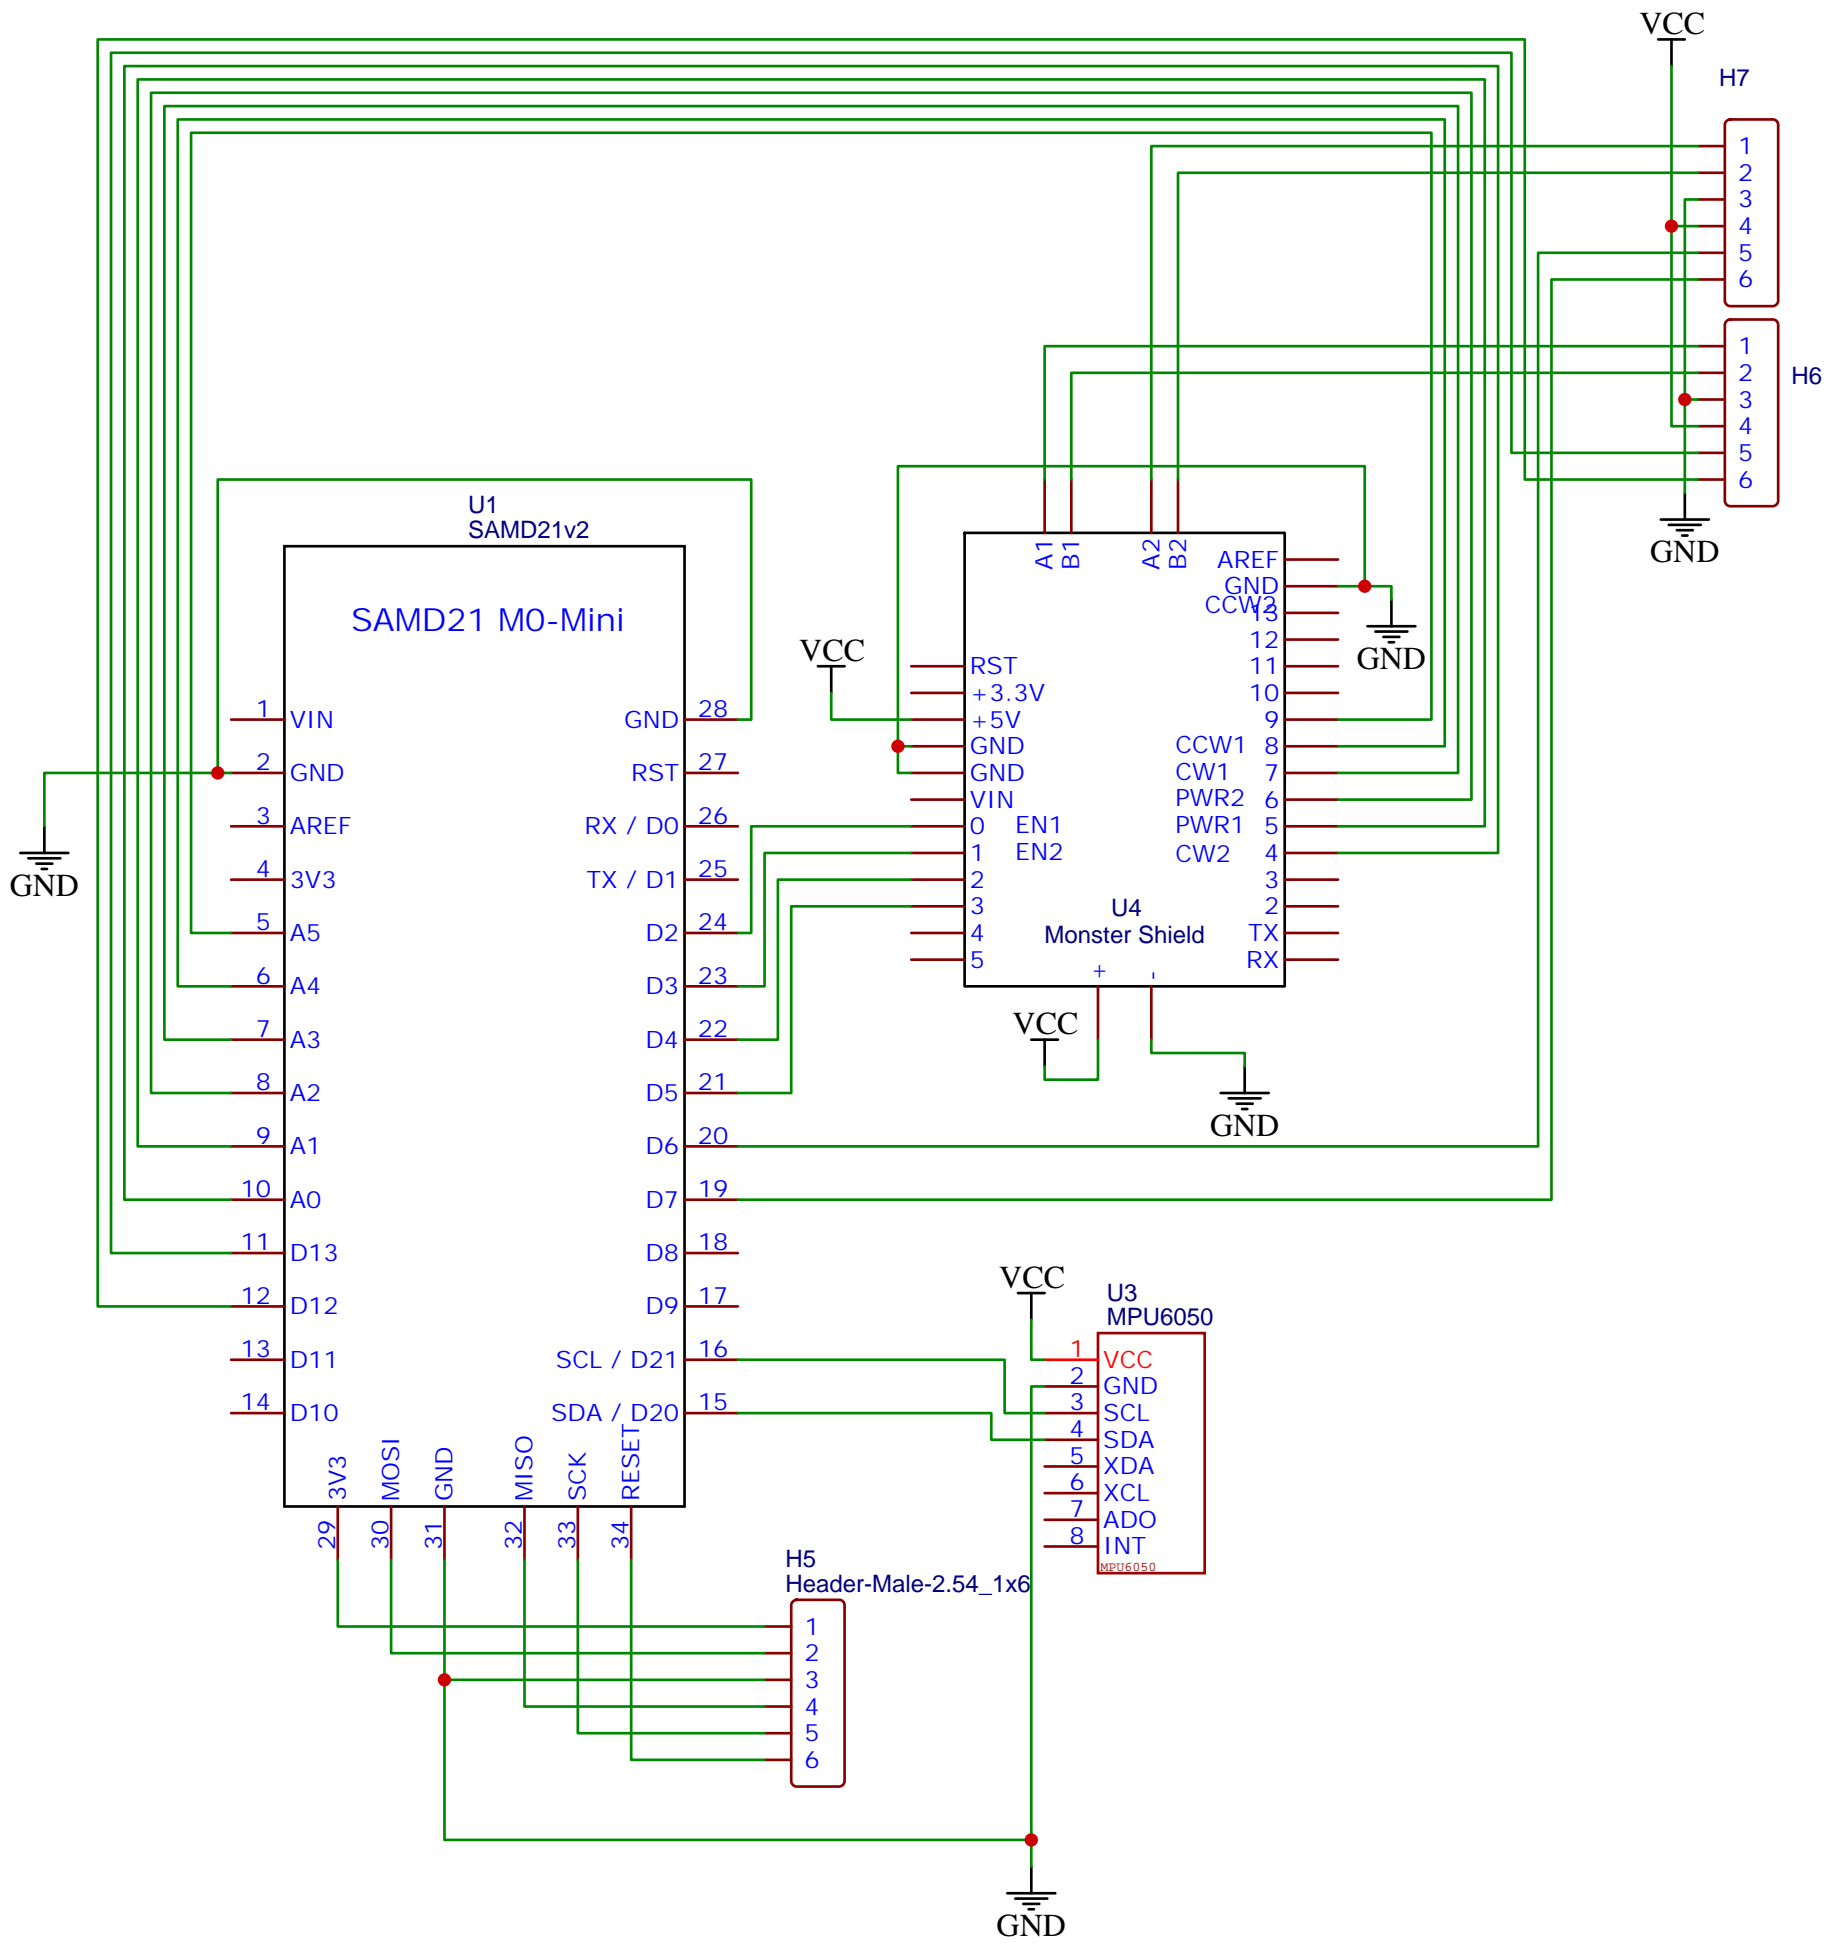 VCC
H7
1
2
3
4
5
6
1
2
3
4
5
6
H6
GND
U1
SAMD21v2
SAMD21 M0-Mini
1 VIN
2 GND
3 AREF
4 3V3
5 A5
6 A4
7 A3
8 A2
9 A1
10 A0
11 D13
12 D12
13 D11
14 D10
GND 28
RST 27
RX / D0 26
TX / D1 25
D2 24
D3 23
D4 22
D5 21
D6 20
D7 19
D8 18
D9 17
SCL / D21 16
SDA / D20 15
3V3 MOSI GND MISO SCK RESET
29 30 31 32 33 34
GND
A1 B1 A2 B2
VCC
RST
+3.3V
+5V
GND
GND
VIN
0 EN1
1 EN2
2
3
4
5
AREF
GND
CCW2 13
12
11
10
9
CCW1 8
CW1 7
PWR2 6
PWR1 5
CW2 4
3
2
TX
RX
GND
U4
Monster Shield
+ -
VCC
GND
VCC
U3
MPU6050
1 VCC
2 GND
3 SCL
4 SDA
5 XDA
6 XCL
7 ADO
8 INT
MPU6050
H5
Header-Male-2.54_1x6
1
2
3
4
5
6
GND